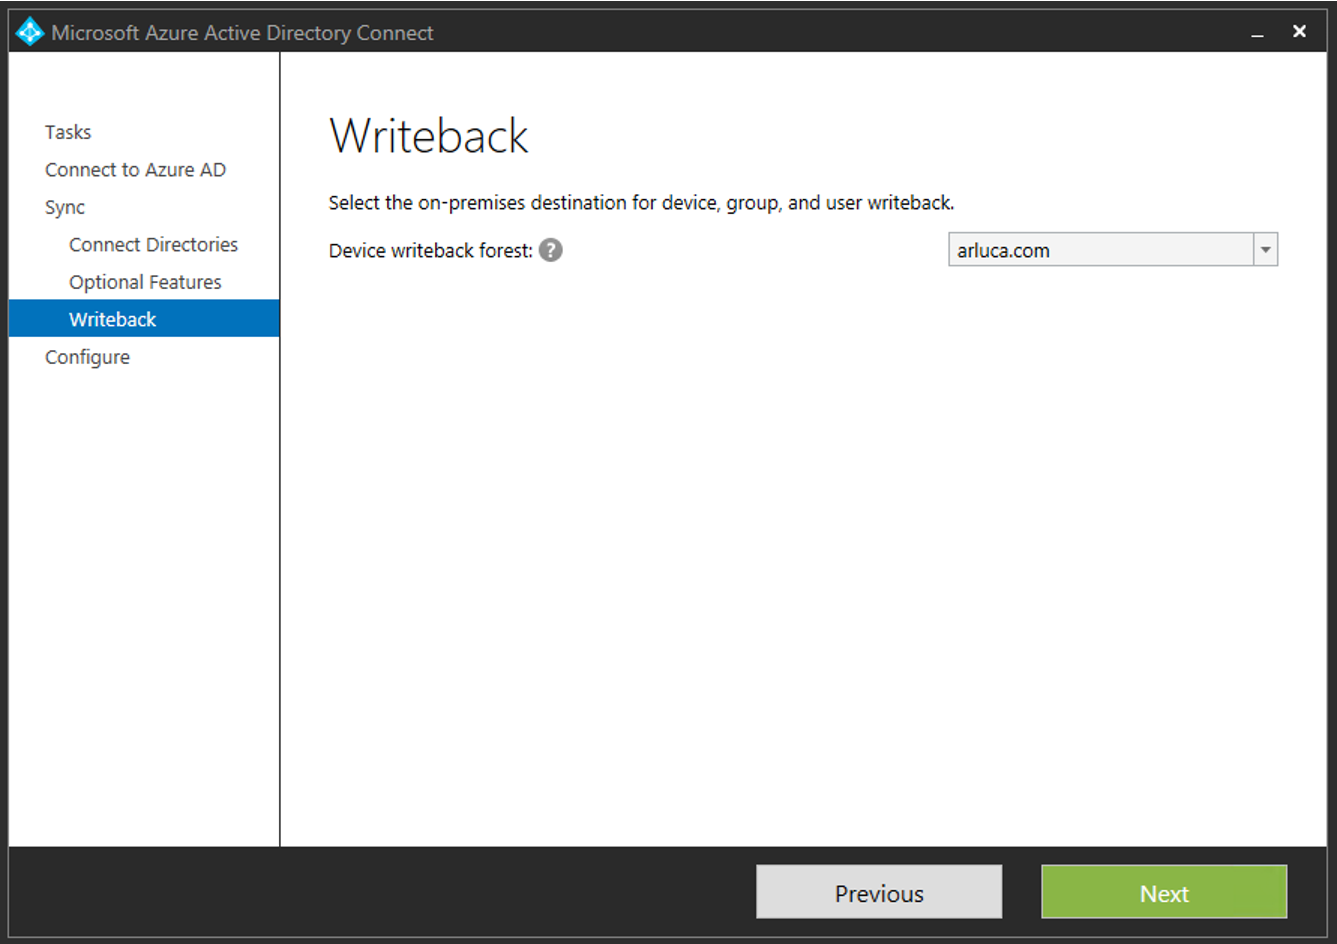 Microsoft Azure Active Directory Connect
Tasks
Connect to Azure AD
Sync
Connect Directories
Optional Features
Writeback
Configure
Writeback
Select the on-premises destination for device, group, and user writeback.
Device writeback forest: ?
arluca.com
Previous
Next